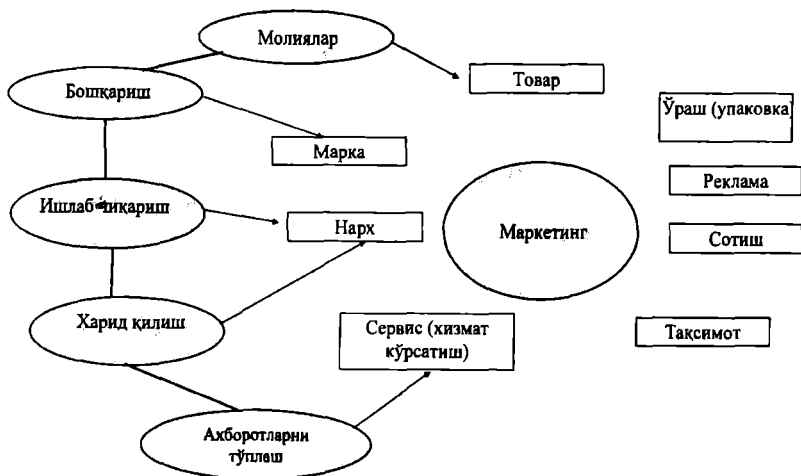 Молиялар
Товар
Бошқариш
Ўраш (упаковка)
Марка
Реклама
Ишлаб чиқариш
Нарх
Маркетинг
Сотиш
Харид қилиш
Сервис (хизмат
кўрсатиш)
Тақсимот
Ахборотларни
тўплаш